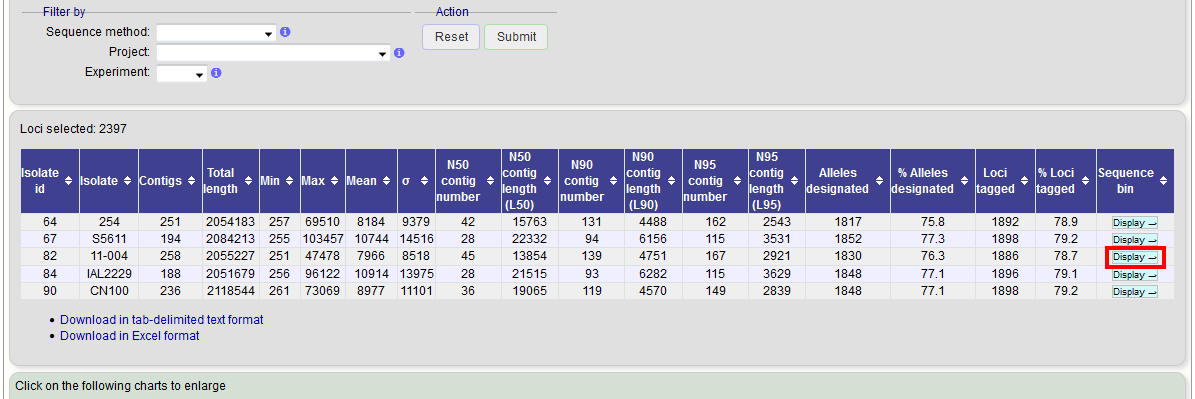 Filter by
Action
Sequence method:
Reset Submit
Project:
Experiment:
Loci selected: 2397
Isolate id Isolate Contigs Total length Min Max Mean σ N50 contig number N50 contig length (L50) N90 contig number N90 contig length (L90) N95 contig number N95 contig length (L95) Alleles designated % Alleles designated Loci tagged % Loci tagged Sequence bin
64 254 251 2054183 257 69510 8184 9379 42 15763 131 4488 162 2543 1817 75.8 1892 78.9 Display →
67 S5611 194 2084213 255 103457 10744 14516 28 22332 94 6156 115 3531 1852 77.3 1898 79.2 Display →
82 11-004 258 2055227 251 47478 7966 8518 45 13854 139 4751 167 2921 1830 76.3 1886 78.7 Display →
84 IAL2229 188 2051679 256 96122 10914 13975 28 21515 93 6282 115 3629 1848 77.1 1896 79.1 Display →
90 CN100 236 2118544 261 73069 8977 11101 36 19065 119 4570 149 2839 1848 77.1 1898 79.2 Display →
• Download in tab-delimited text format
• Download in Excel format
Click on the following charts to enlarge